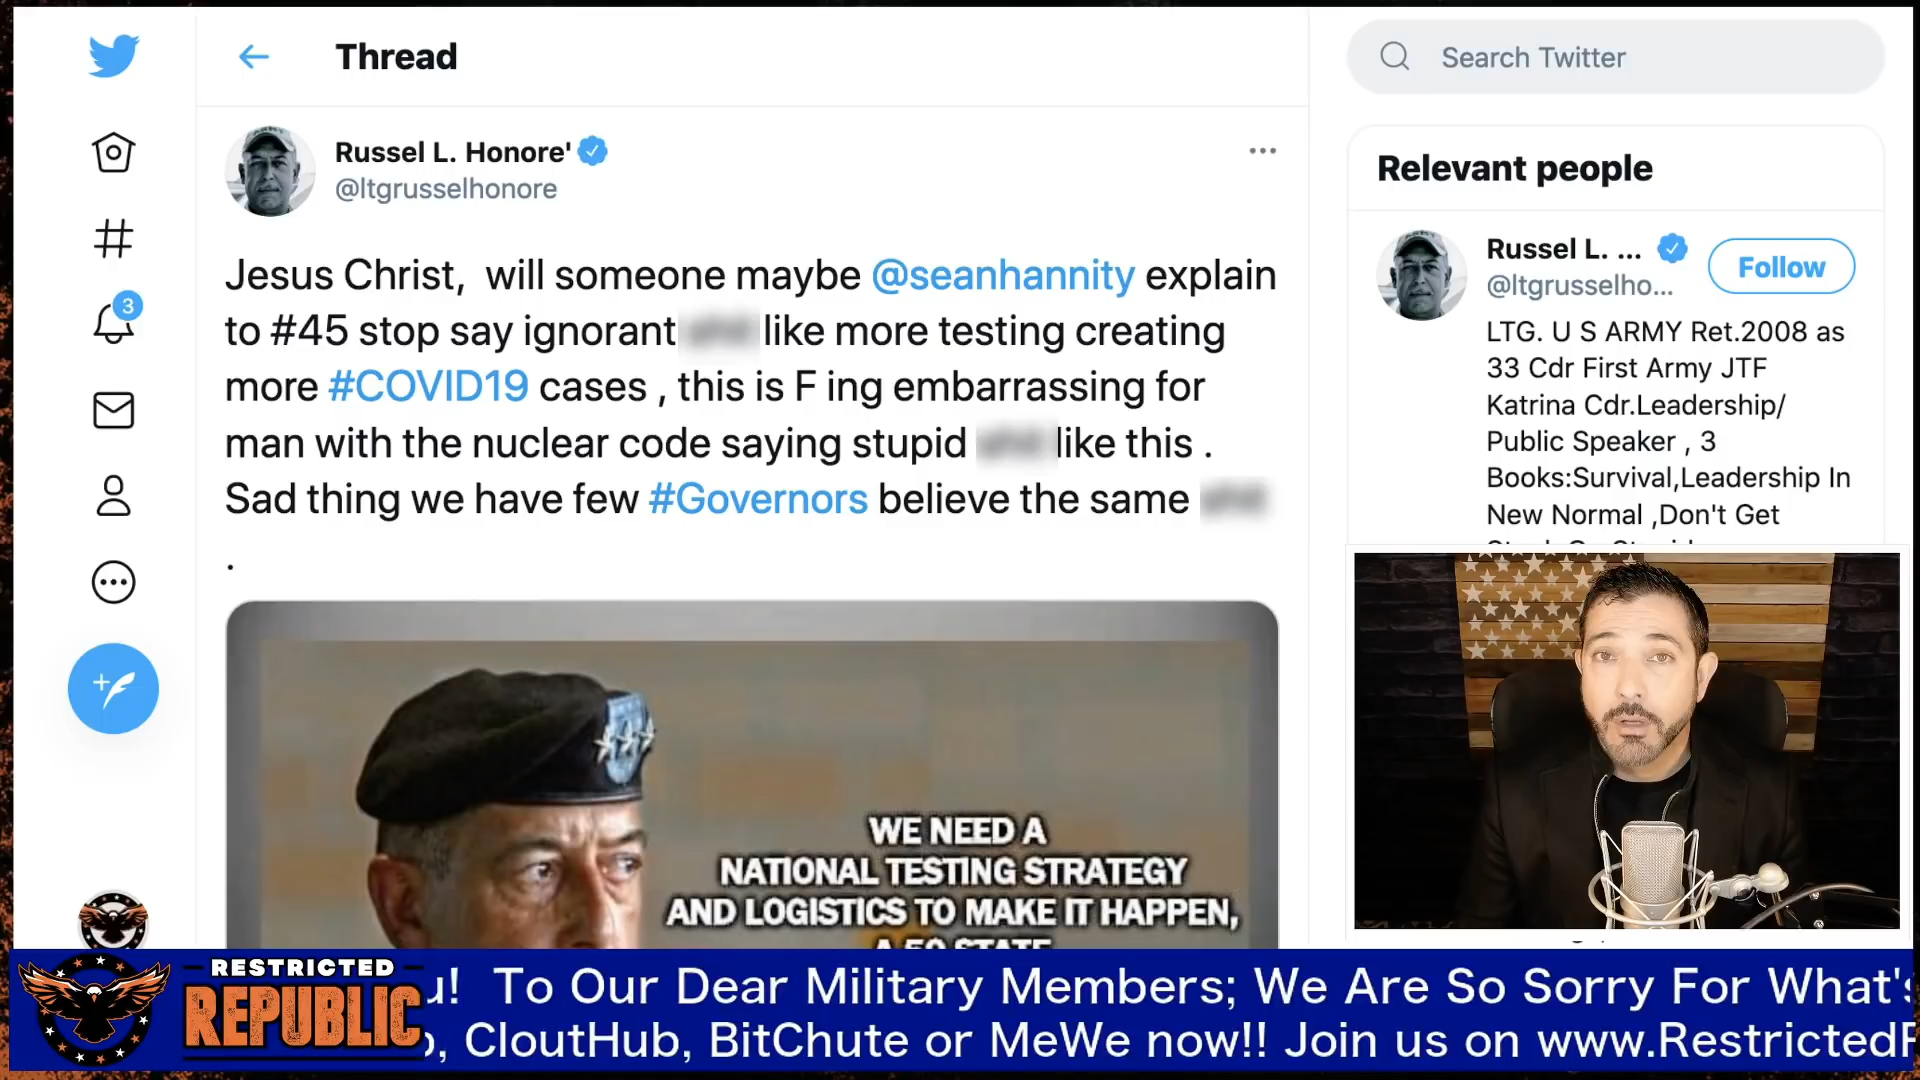 Thread
Search Twitter
Russel L. Honore'
@ltgrusselhonore
Jesus Christ,  will someone maybe @seanhannity explain
to #45 stop say ignorant like more testing creating
more #COVID19 cases , this is F ing embarrassing for
man with the nuclear code saying stupid like this .
Sad thing we have few #Governors believe the same
.
3
WE NEED A
NATIONAL TESTING STRATEGY
AND LOGISTICS TO MAKE IT HAPPEN,
A 50 STATE
Relevant people
Russel L. ...
@ltgrusselho...
Follow
LTG. U S ARMY Ret.2008 as
33 Cdr First Army JTF
Katrina Cdr.Leadership/
Public Speaker , 3
Books:Survival,Leadership In
New Normal ,Don't Get
RESTRICTED
REPUBLIC
u!  To Our Dear Military Members; We Are So Sorry For What's
, CloutHub, BitChute or MeWe now!! Join us on www.Restricted